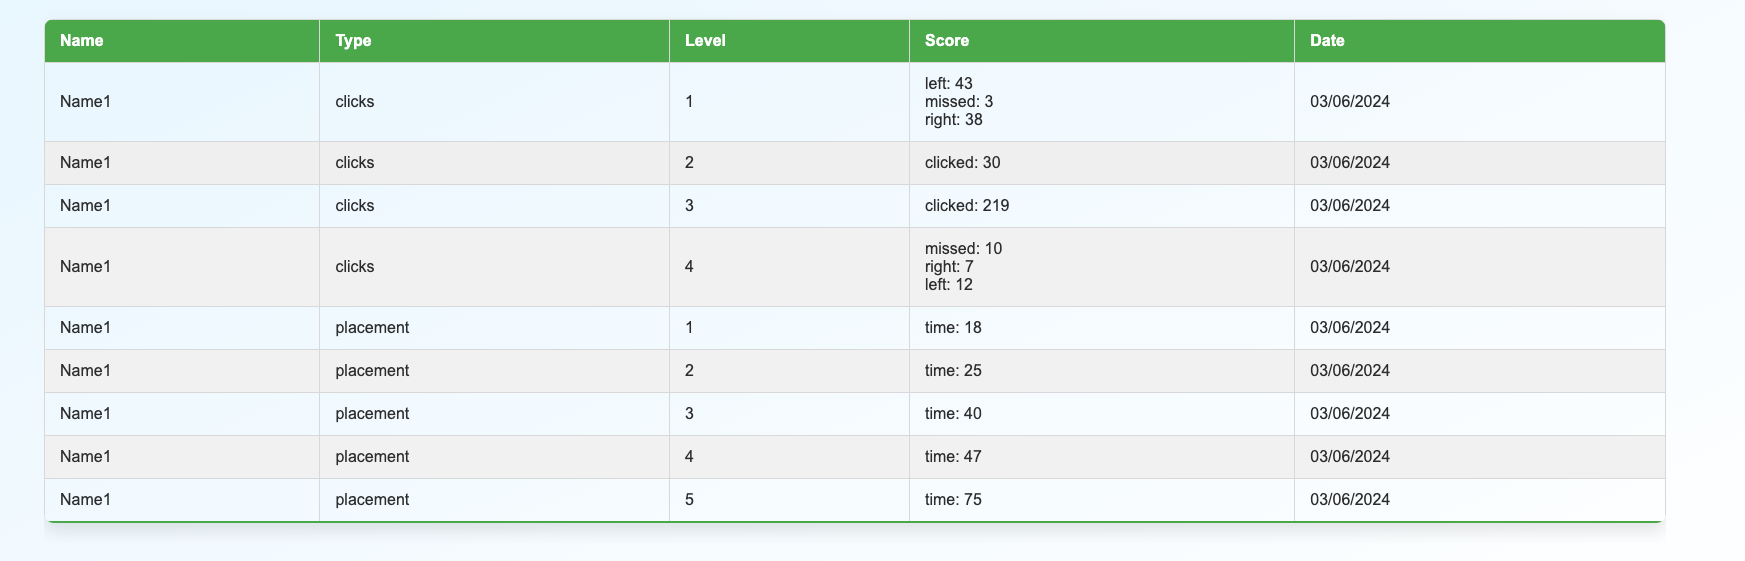 Name Type Level Score Date
Name1 clicks 1 left: 43
missed: 3
right: 38 03/06/2024
Name1 clicks 2 clicked: 30 03/06/2024
Name1 clicks 3 clicked: 219 03/06/2024
Name1 clicks 4 missed: 10
right: 7
left: 12 03/06/2024
Name1 placement 1 time: 18 03/06/2024
Name1 placement 2 time: 25 03/06/2024
Name1 placement 3 time: 40 03/06/2024
Name1 placement 4 time: 47 03/06/2024
Name1 placement 5 time: 75 03/06/2024